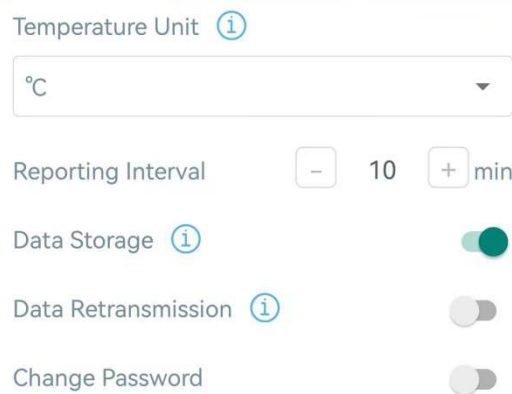 Temperature Unit i
℃
Reporting Interval - 10 + min
Data Storage i
Data Retransmission i
Change Password